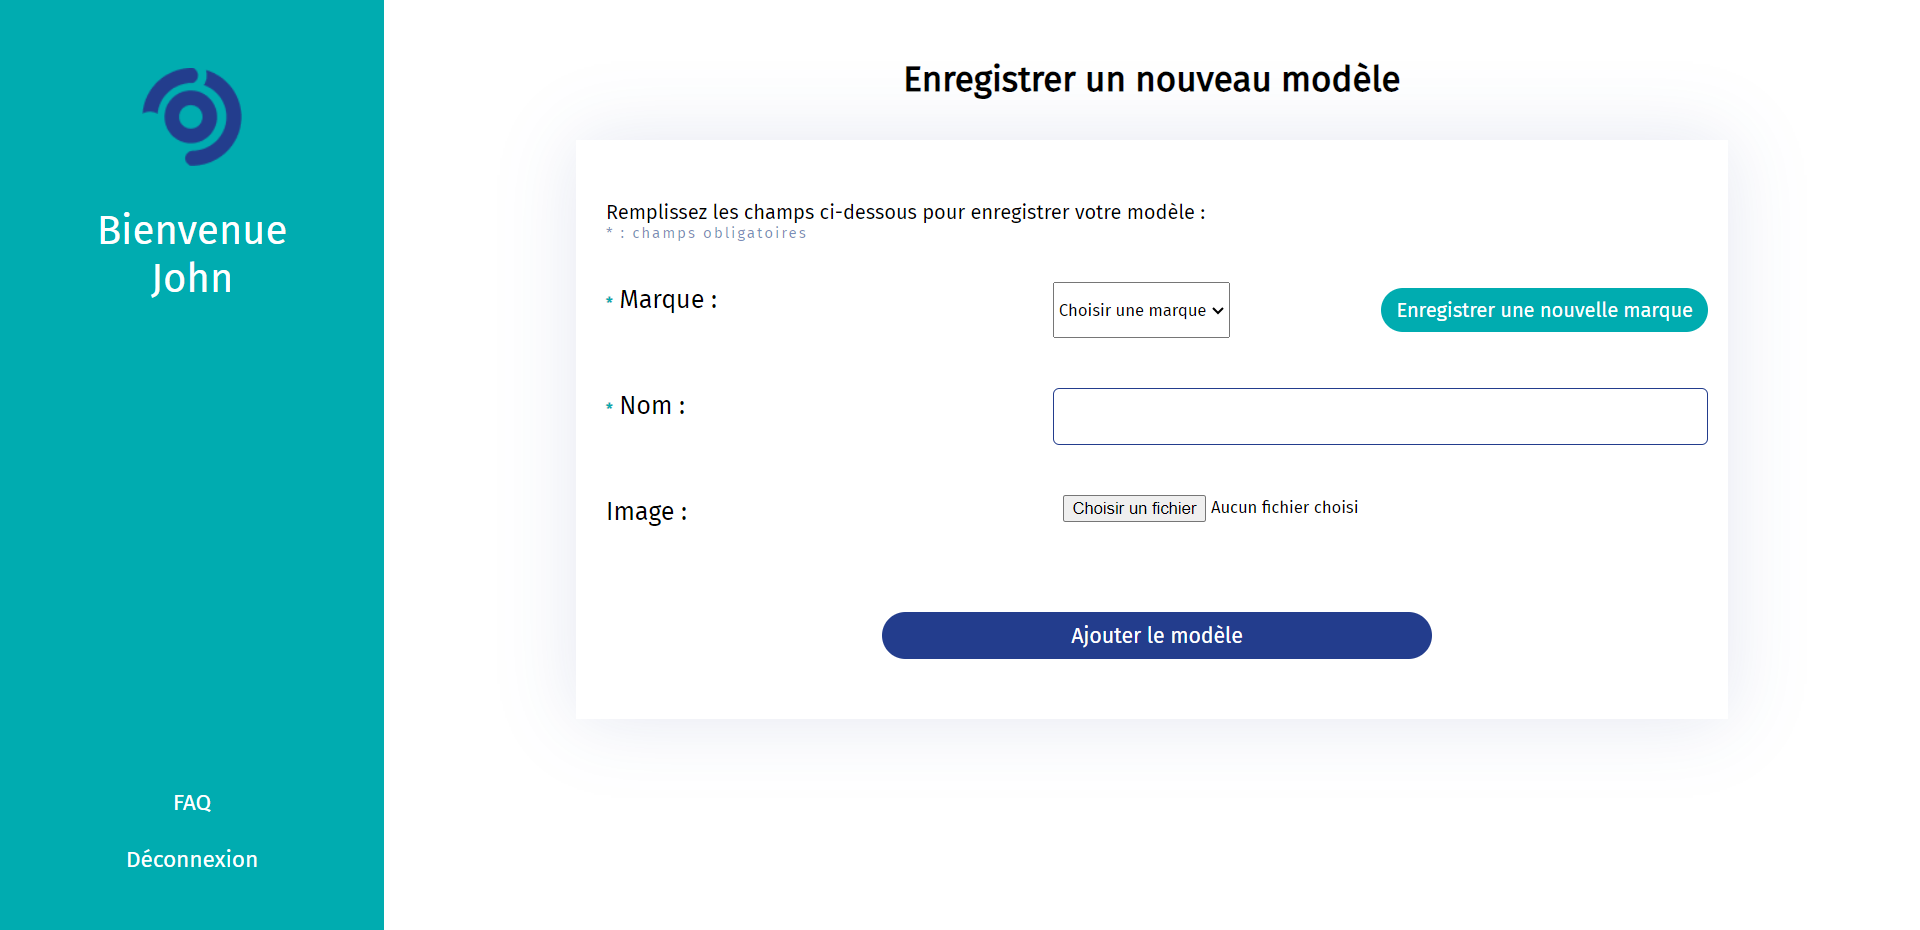 Bienvenue
John
FAQ
Déconnexion
Enregistrer un nouveau modèle
Remplissez les champs ci-dessous pour enregistrer votre modèle :
* : champs obligatoires
* Marque :
Choisir une marque
Enregistrer une nouvelle marque
* Nom :
Image :
Choisir un fichier Aucun fichier choisi
Ajouter le modèle